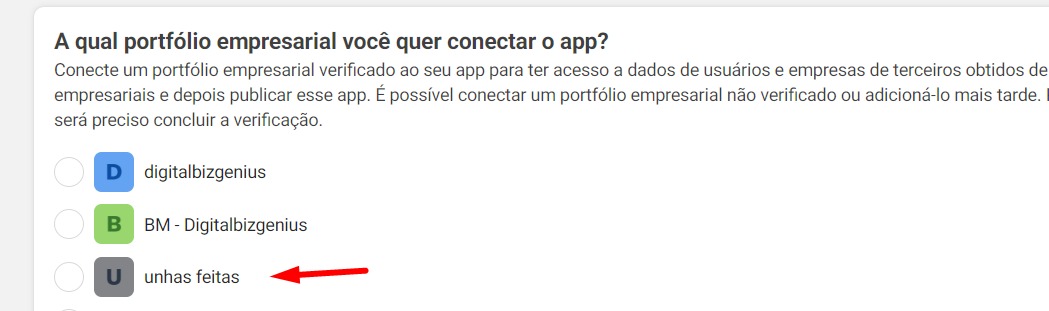 A qual portfólio empresarial você quer conectar o app?
Conecte um portfólio empresarial verificado ao seu app para ter acesso a dados de usuários e empresas de terceiros obtidos de
empresariais e depois publicar esse app. É possível conectar um portfólio empresarial não verificado ou adicioná-lo mais tarde.
será preciso concluir a verificação.
D digitalbizgenius
B BM - Digitalbizgenius
U unhas feitas